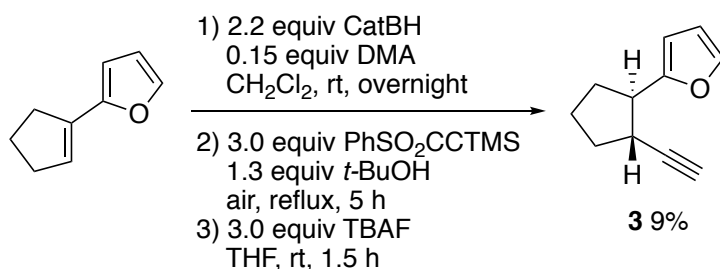 1) 2.2 equiv CatBH
0.15 equiv DMA
CH₂Cl₂, rt, overnight
2) 3.0 equiv PhSO₂CCTMS
1.3 equiv t-BuOH
air, reflux, 5 h
3) 3.0 equiv TBAF
THF, rt, 1.5 h
O
H
O
H
3 9%